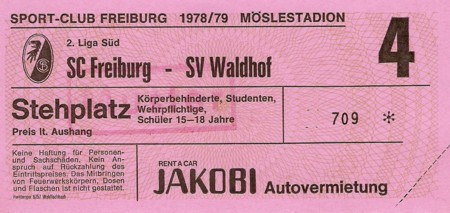 SPORT-CLUB FREIBURG 1978/79 MÖSLESTADION
2. Liga Süd
SC Freiburg - SV Waldhof
4
Stehplatz
Preis lt. Aushang
Körperbehinderte, Studenten,
Wehrpflichtige,
Schüler 15—18 Jahre
709 *
Keine Haftung für Personen-
und Sachschäden. Kein An-
spruch auf Rückzahlung des
Eintrittspreises. Das Mitbringen
von Feuerwerkskörpern, Dosen
und Flaschen ist nicht gestattet.
RENT A CAR
JAKOBI Autovermietung